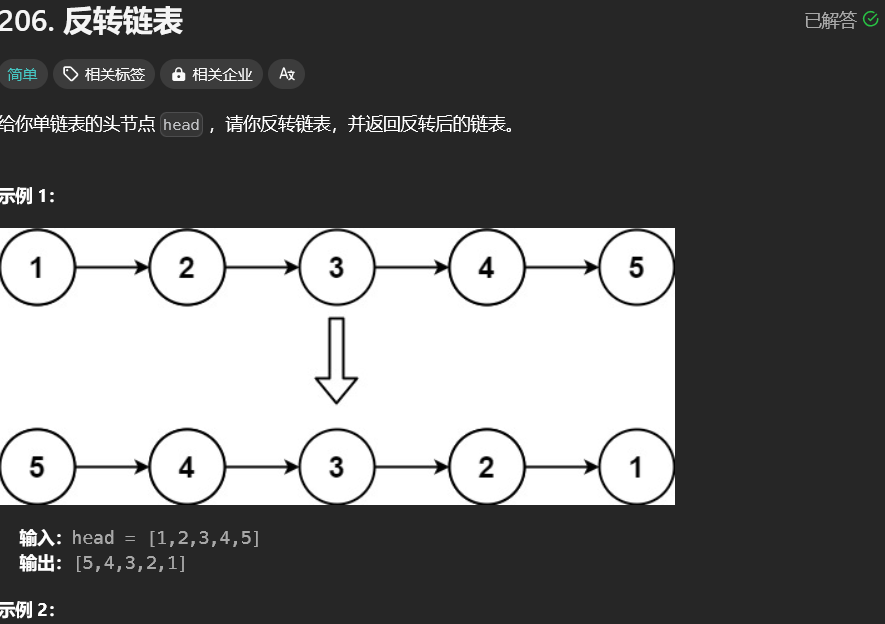 206. 反转链表
已解答
简单 相关标签 相关企业 Aあ
给你单链表的头节点 head ，请你反转链表，并返回反转后的链表。
示例 1：
1 2 3 4 5
5 4 3 2 1
输入：head = [1,2,3,4,5]
输出：[5,4,3,2,1]
示例 2：